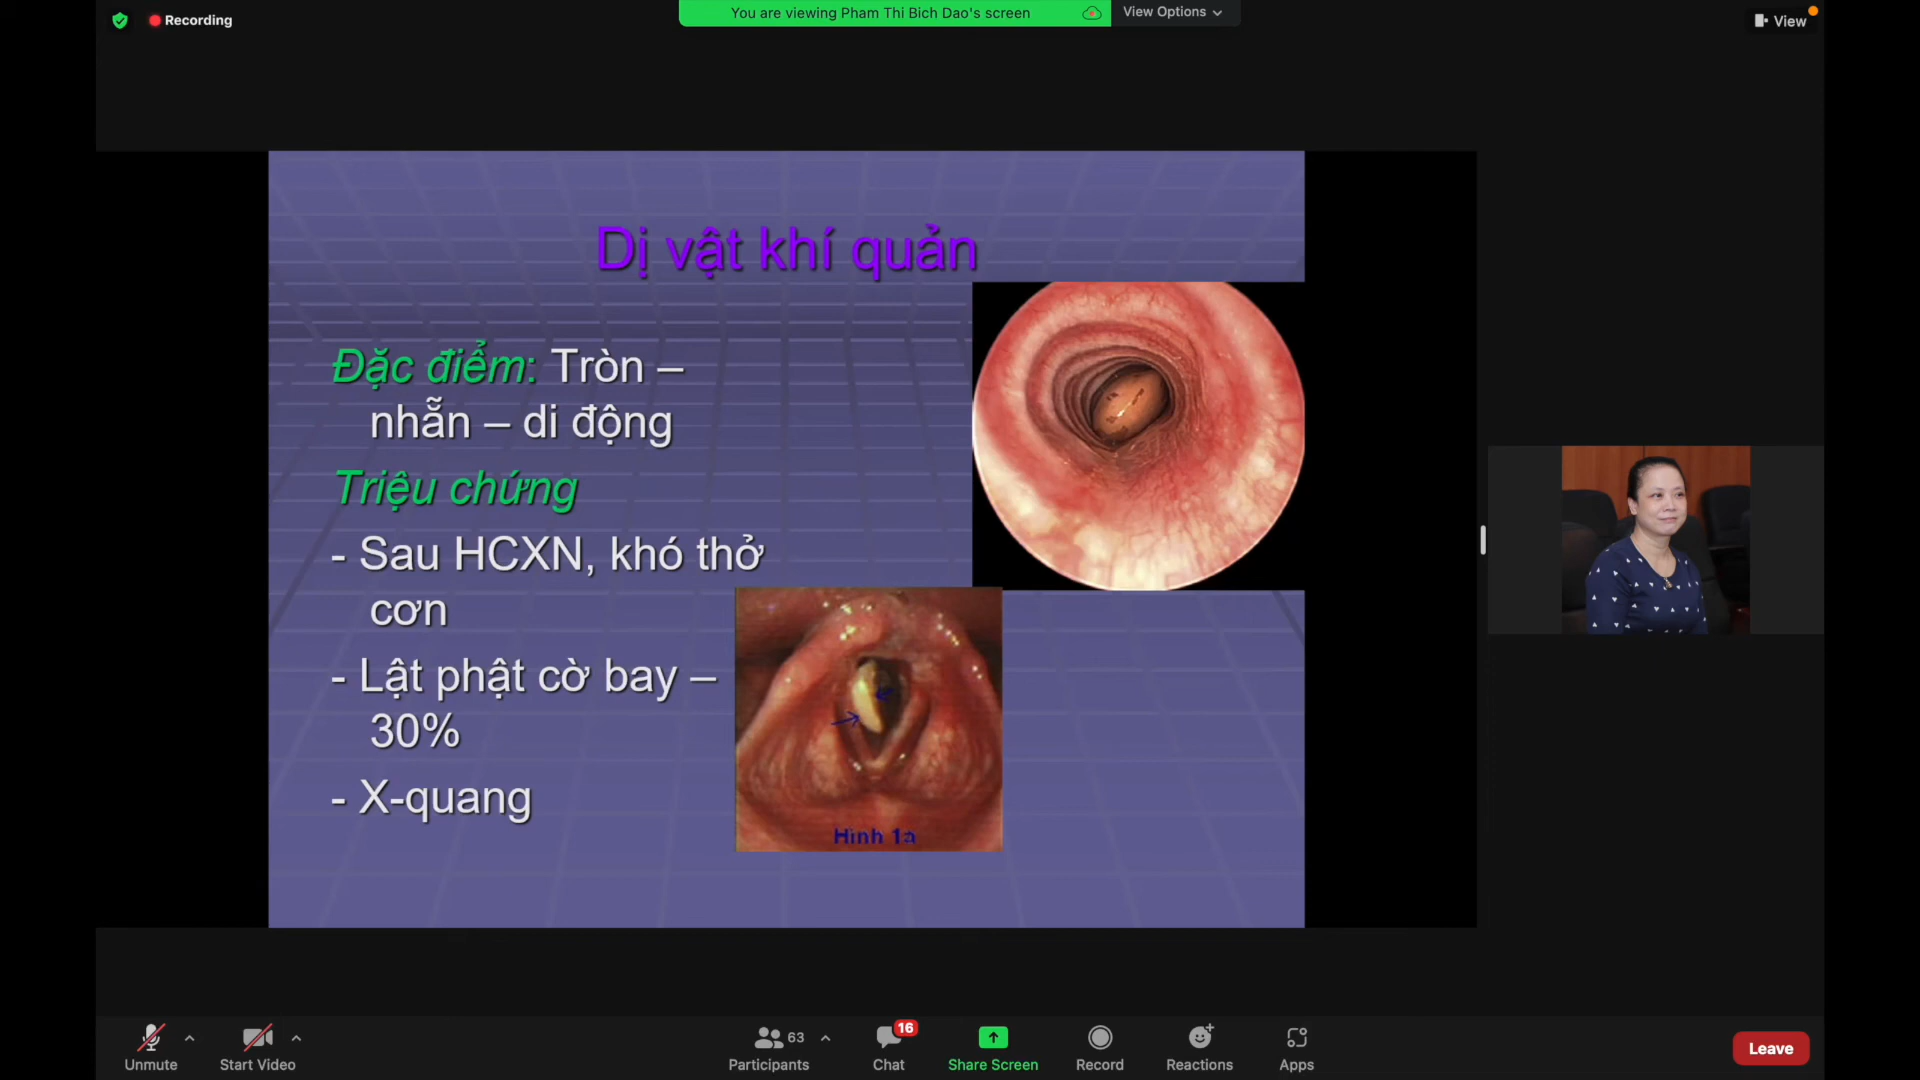 Recording
You are viewing Pham Thi Bich Dao's screen
View Options
View
Dị vật khí quản
Đặc điểm: Tròn –
nhẵn – di động
Triệu chứng
- Sau HCXN, khó thở
cơn
- Lật phật cờ bay –
30%
- X-quang
Hình 1a
Unmute
Start Video
63
Participants
16
Chat
Share Screen
Record
Reactions
Apps
Leave